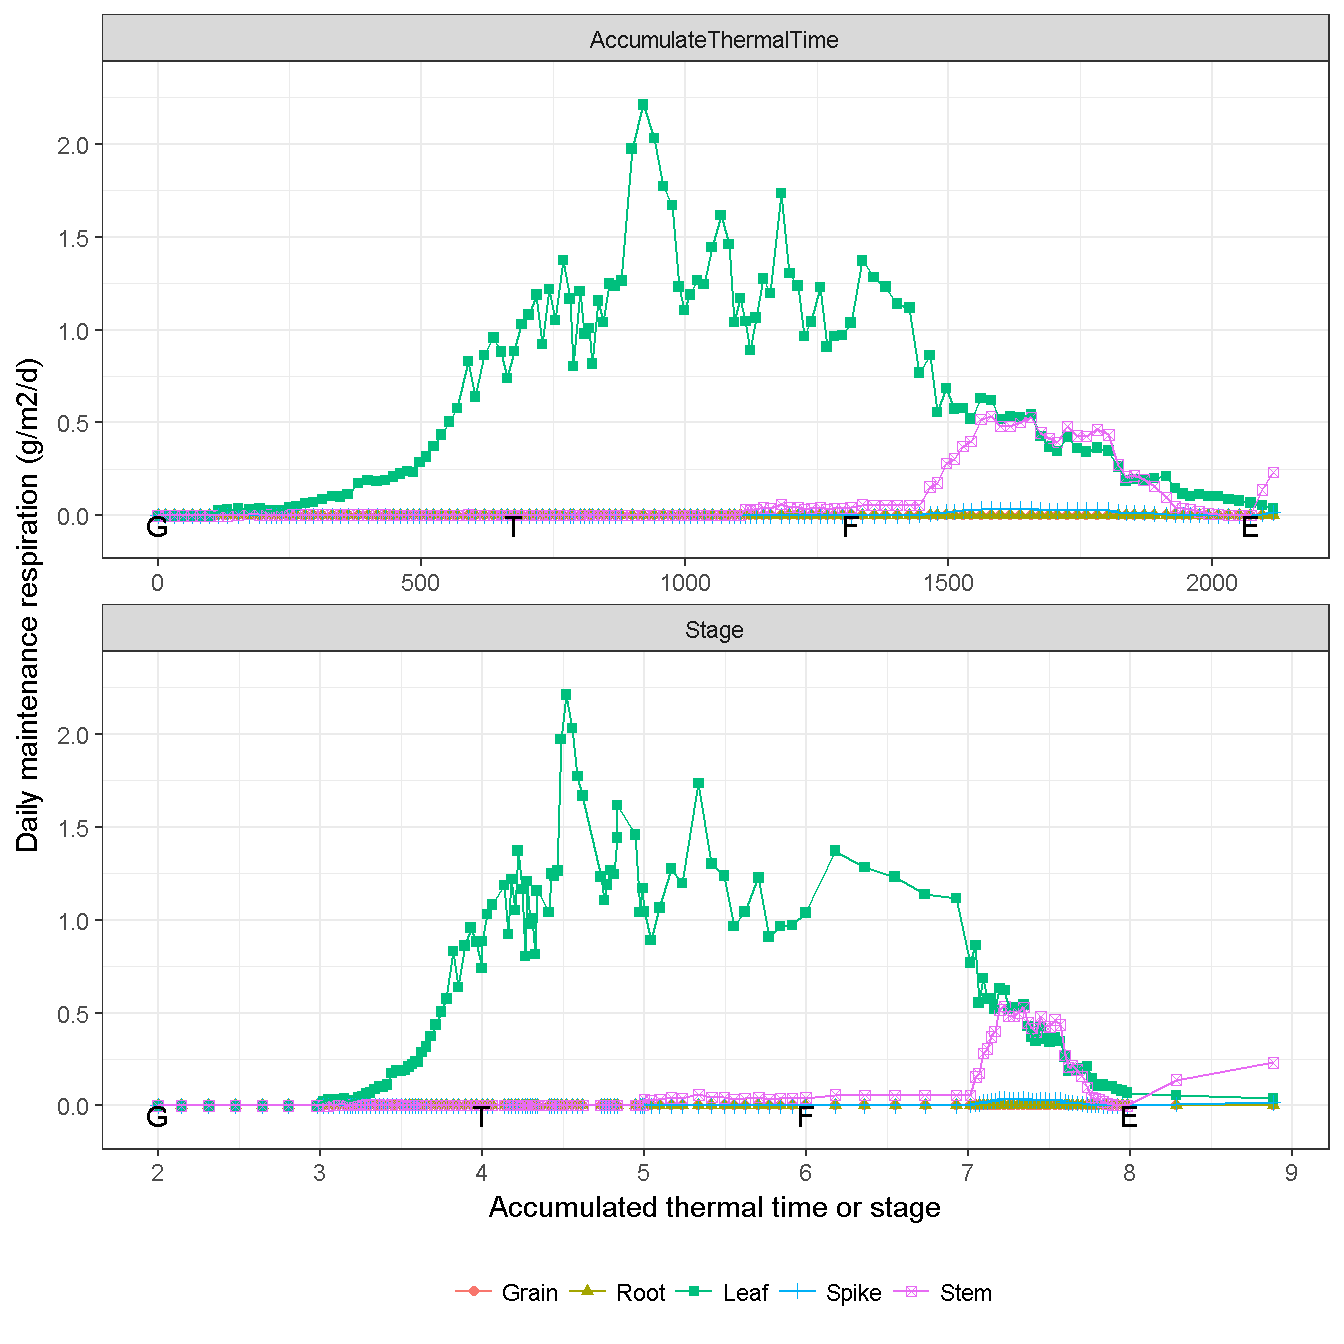 AccumulateThermalTime
Daily maintenance respiration (g/m2/d)
2.0
1.5
1.0
0.5
0.0
G T F E
0 500 1000 1500 2000
Stage
2.0
1.5
1.0
0.5
0.0
G T F E
2 3 4 5 6 7 8 9
Accumulated thermal time or stage
Grain Root Leaf Spike Stem